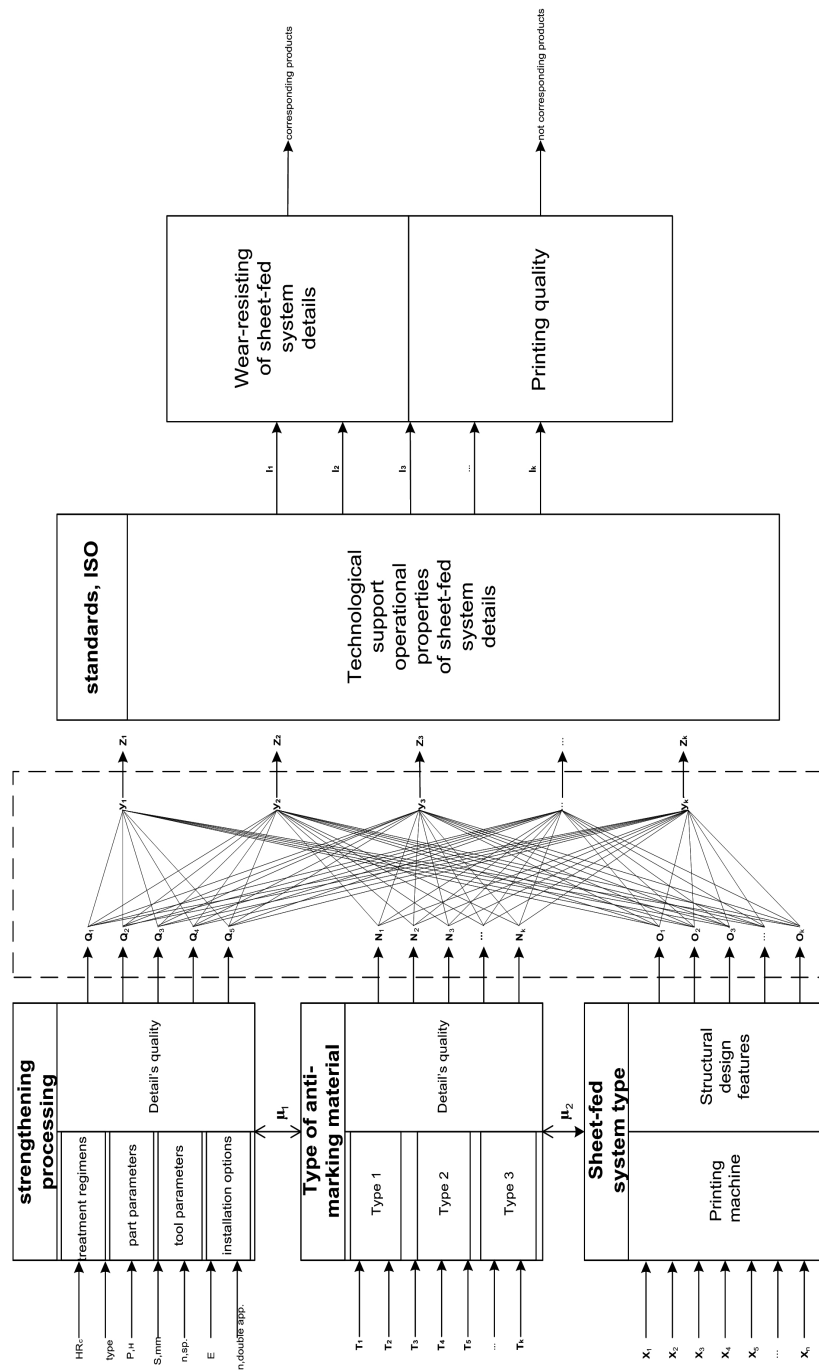 strengthening
processing
HRc
type
P,н
S,mm
n,sp.
E
n,double app.
treatment regimens
part parameters
tool parameters
installation options
Detail's quality
Q1
Q2
Q3
Q4
Q5
μ1
Type of anti-
marking material
T1
T2
T3
T4
T5
...
Tk
Type 1
Type 2
Type 3
Detail's quality
N1
N2
N3
...
Nk
μ2
Sheet-fed
system type
X1
X2
X3
X4
X5
...
Xn
Printing
machine
Structural
design
features
O1
O2
O3
...
Ok
y1
y2
y3
...
yk
Z1
Z2
Z3
...
Zk
standards, ISO
Technological
support
operational
properties
of sheet-fed
system
details
I1
I2
I3
...
Ik
Wear-resisting
of sheet-fed
system
details
Printing quality
corresponding products
not corresponding products